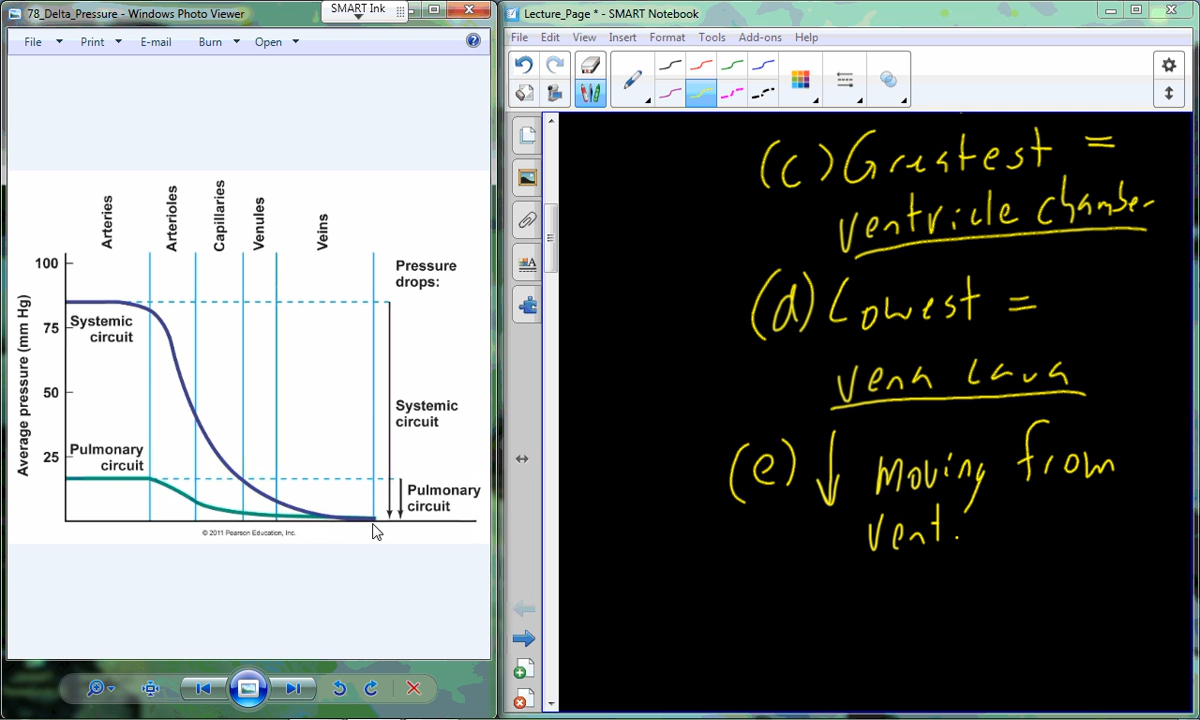 78_Delta_Pressure - Windows Photo Viewer
SMART Ink
File Print E-mail Burn Open
Arteries
Arterioles
Capillaries
Venules
Veins
Pressure
drops:
Average pressure (mm Hg)
100
75
50
25
Systemic
circuit
Pulmonary
circuit
Systemic
circuit
Pulmonary
circuit
© 2011 Pearson Education, Inc.
Lecture_Page * - SMART Notebook
File Edit View Insert Format Tools Add-ons Help
(c) Greatest =
ventricle chamber
(d) Lowest =
vena cava
(e) ↓ moving from
vent.